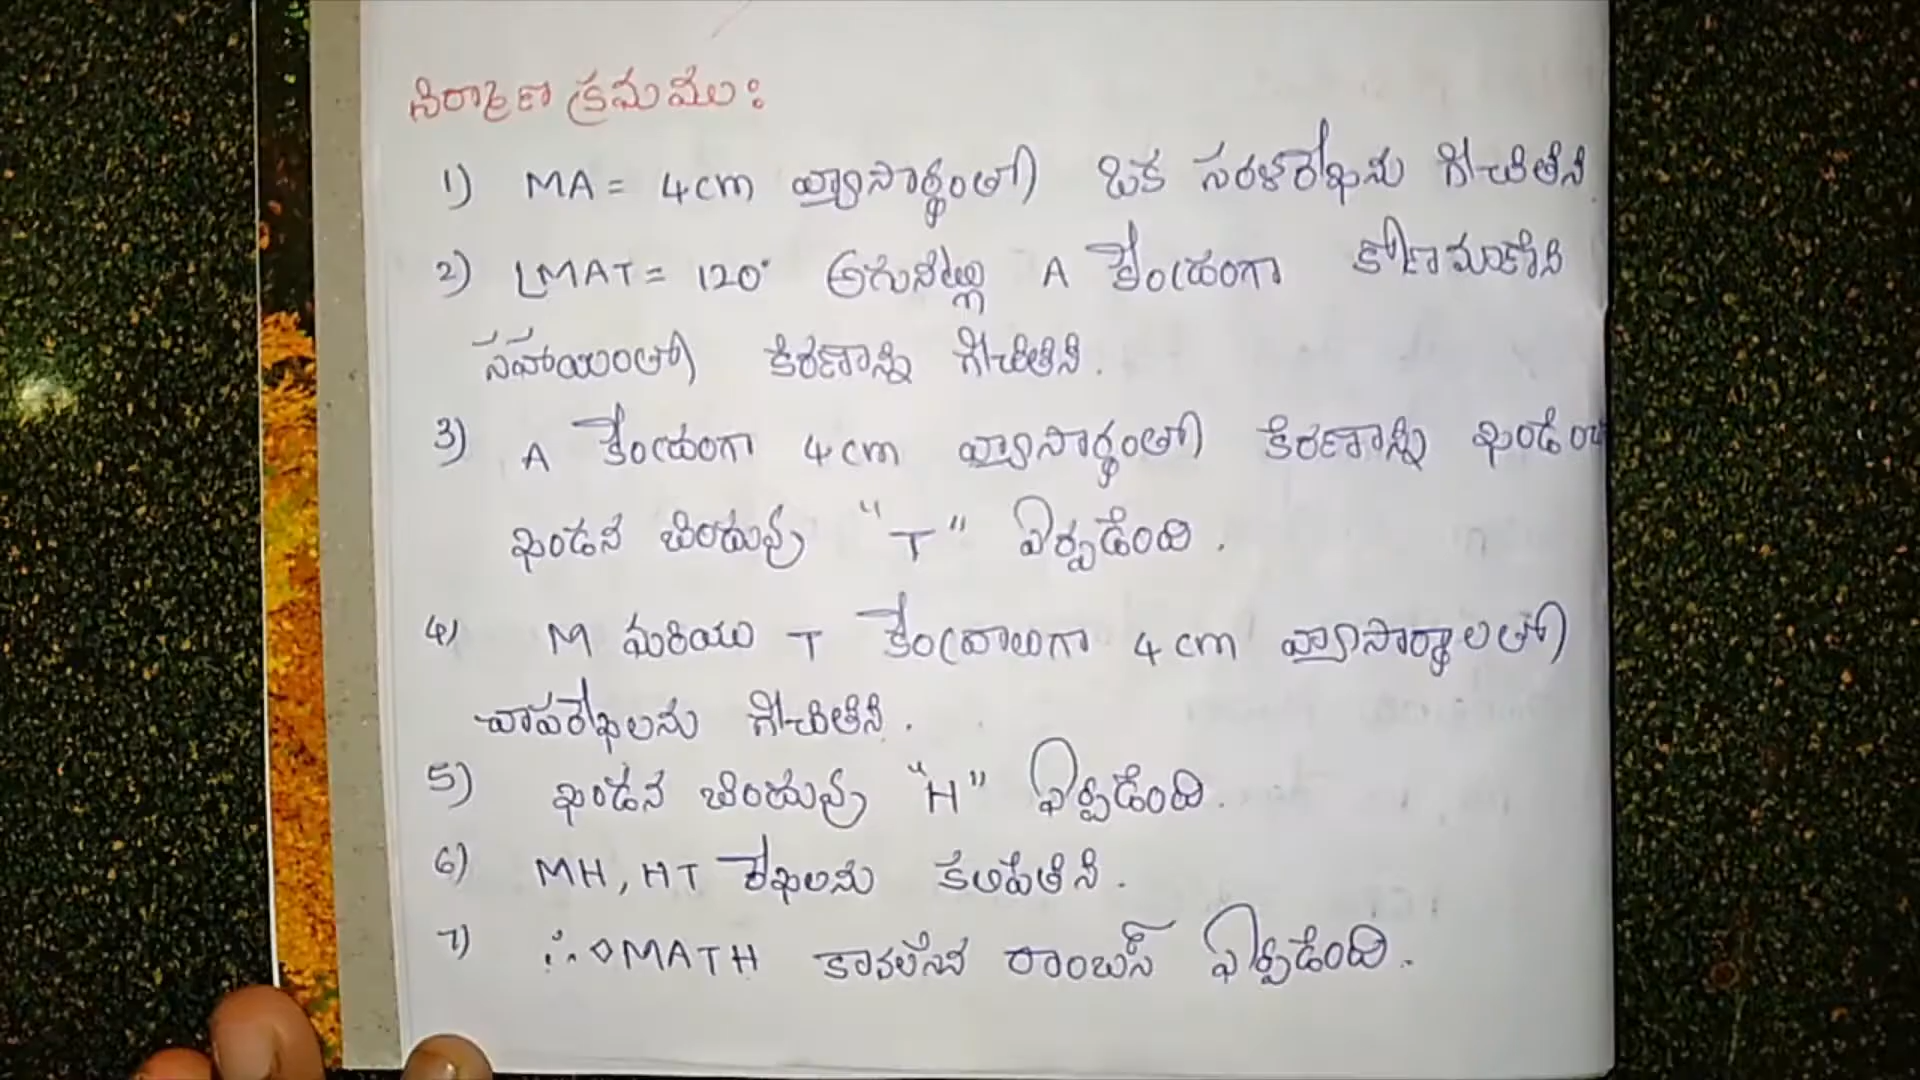 నిర్మాణ క్రమము:
1) MA = 4cm వ్యాసార్థంతో ఒక సరళరేఖను గీచితిని.
2) ∠MAT = 120° అగునట్లు A కేంద్రంగా కోణమానిని
సహాయంతో కిరణాన్ని గీచితిని.
3) A కేంద్రంగా 4cm వ్యాసార్థంతో కిరణాన్ని
ఖండన బిందువు "T" ఏర్పడింది.
4) M మరియు T కేంద్రాలుగా 4cm వ్యాసార్థాలతో
చాపరేఖలను గీచితిని.
5) ఖండన బిందువు "H" ఏర్పడింది.
6) MH, HT రేఖలను కలిపితిని.
7) ∴ ◇MATH కావలసిన రాంబస్ ఏర్పడింది.